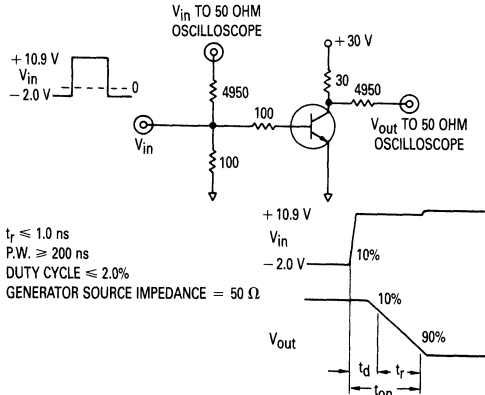 Vin TO 50 OHM
OSCILLOSCOPE
+ 10.9 V
Vin
0
− 2.0 V
4950
+ 30 V
30
4950
100
Vin
100
Vout TO 50 OHM
OSCILLOSCOPE
tr ≤ 1.0 ns
P.W. ≥ 200 ns
DUTY CYCLE ≤ 2.0%
GENERATOR SOURCE IMPEDANCE = 50 Ω
+ 10.9 V
Vin
10%
− 2.0 V
10%
Vout
90%
td
tr
ton